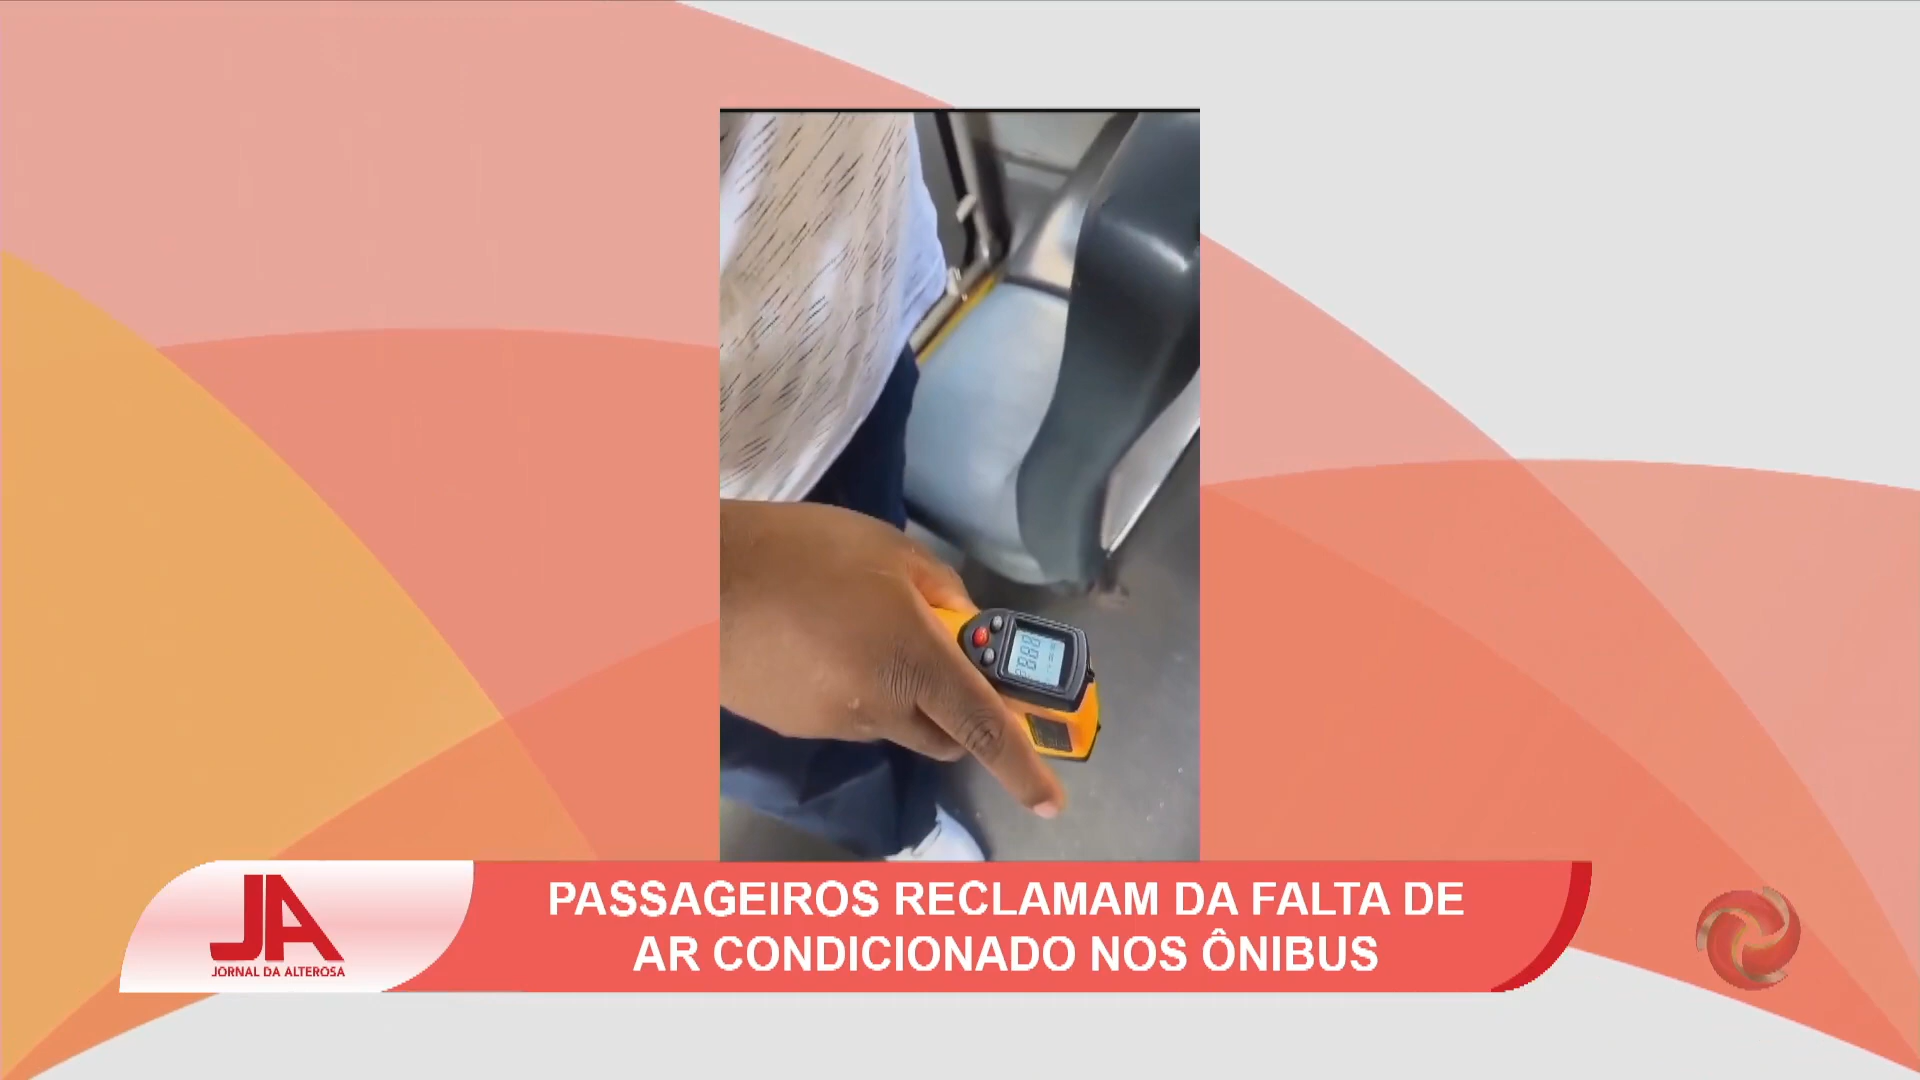 JA
JORNAL DA ALTEROSA
PASSAGEIROS RECLAMAM DA FALTA DE
AR CONDICIONADO NOS ÔNIBUS